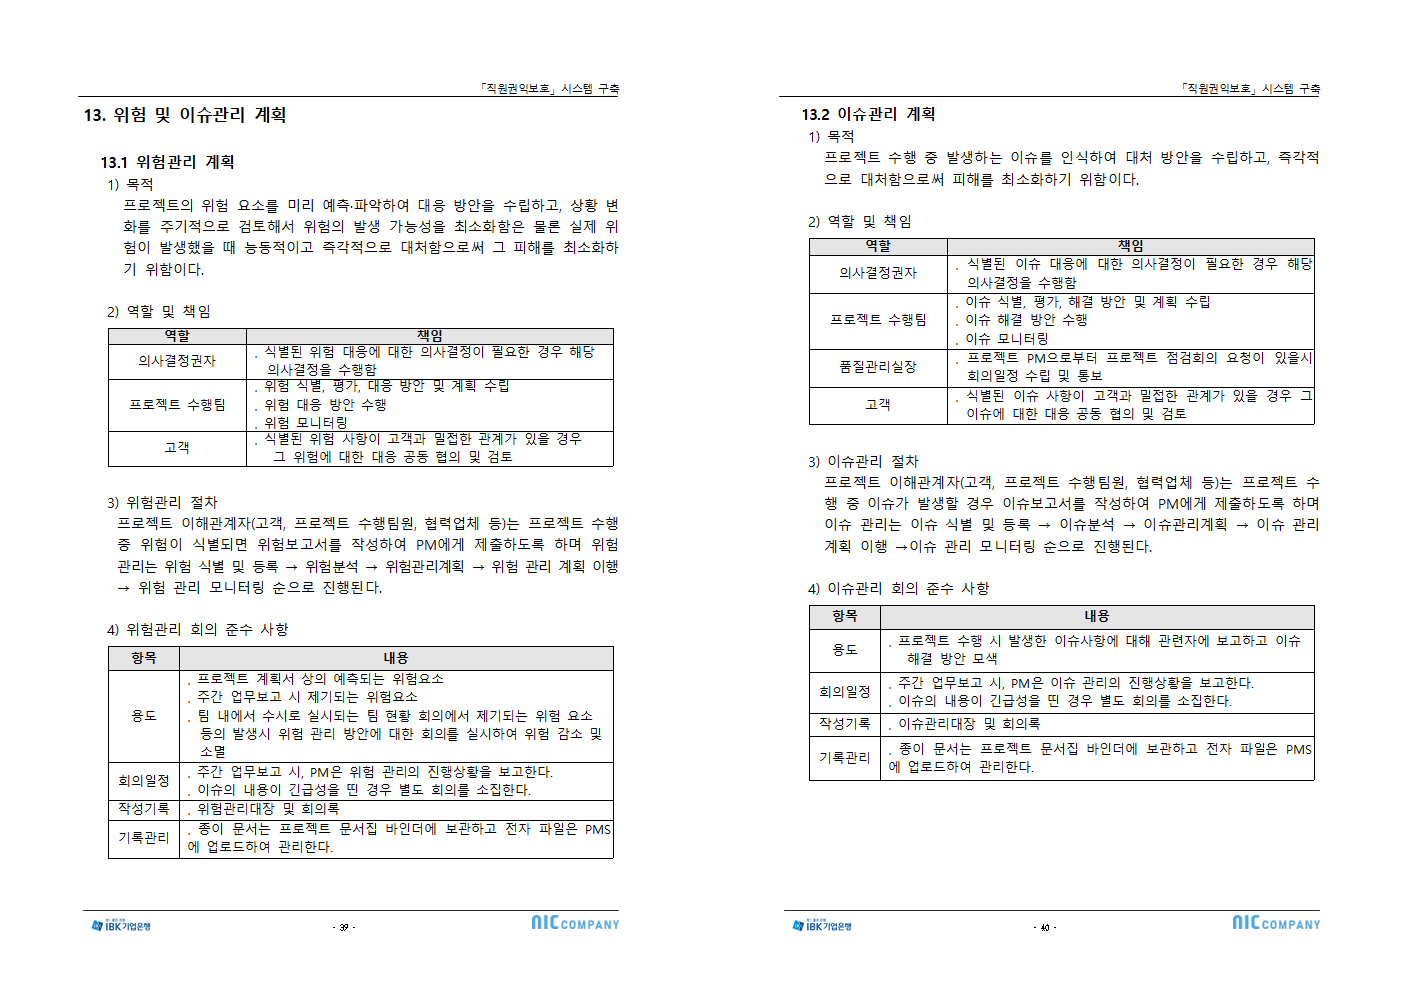 「직원권익보호」시스템 구축
13. 위험 및 이슈관리 계획
13.1 위험관리 계획
1) 목적
프로젝트의 위험 요소를 미리 예측·파악하여 대응 방안을 수립하고, 상황 변
화를 주기적으로 검토해서 위험의 발생 가능성을 최소화함은 물론 실제 위
험이 발생했을 때 능동적이고 즉각적으로 대처함으로써 그 피해를 최소화하
기 위함이다.
2) 역할 및 책임
역할 책임
의사결정권자
. 식별된 위험 대응에 대한 의사결정이 필요한 경우 해당
의사결정을 수행함
프로젝트 수행팀
. 위험 식별, 평가, 대응 방안 및 계획 수립
. 위험 대응 방안 수행
. 위험 모니터링
고객
. 식별된 위험 사항이 고객과 밀접한 관계가 있을 경우
그 위험에 대한 대응 공동 협의 및 검토
3) 위험관리 절차
프로젝트 이해관계자(고객, 프로젝트 수행팀원, 협력업체 등)는 프로젝트 수행
중 위험이 식별되면 위험보고서를 작성하여 PM에게 제출하도록 하며 위험
관리는 위험 식별 및 등록 → 위험분석 → 위험관리계획 → 위험 관리 계획 이행
→ 위험 관리 모니터링 순으로 진행된다.
4) 위험관리 회의 준수 사항
항목 내용
용도
. 프로젝트 계획서 상의 예측되는 위험요소
. 주간 업무보고 시 제기되는 위험요소
. 팀 내에서 수시로 실시되는 팀 현황 회의에서 제기되는 위험 요소
등의 발생시 위험 관리 방안에 대한 회의를 실시하여 위험 감소 및
소멸
회의일정
. 주간 업무보고 시, PM은 위험 관리의 진행상황을 보고한다.
. 이슈의 내용이 긴급성을 띤 경우 별도 회의를 소집한다.
작성기록 . 위험관리대장 및 회의록
기록관리
. 종이 문서는 프로젝트 문서집 바인더에 보관하고 전자 파일은 PMS
에 업로드하여 관리한다.
IBK기업은행
- 39 -
NIC COMPANY
「직원권익보호」시스템 구축
13.2 이슈관리 계획
1) 목적
프로젝트 수행 중 발생하는 이슈를 인식하여 대처 방안을 수립하고, 즉각적
으로 대처함으로써 피해를 최소화하기 위함이다.
2) 역할 및 책임
역할 책임
의사결정권자
. 식별된 이슈 대응에 대한 의사결정이 필요한 경우 해당
의사결정을 수행함
프로젝트 수행팀
. 이슈 식별, 평가, 해결 방안 및 계획 수립
. 이슈 해결 방안 수행
. 이슈 모니터링
품질관리실장
. 프로젝트 PM으로부터 프로젝트 점검회의 요청이 있을시
회의일정 수립 및 통보
고객
. 식별된 이슈 사항이 고객과 밀접한 관계가 있을 경우 그
이슈에 대한 대응 공동 협의 및 검토
3) 이슈관리 절차
프로젝트 이해관계자(고객, 프로젝트 수행팀원, 협력업체 등)는 프로젝트 수
행 중 이슈가 발생할 경우 이슈보고서를 작성하여 PM에게 제출하도록 하며
이슈 관리는 이슈 식별 및 등록 → 이슈분석 → 이슈관리계획 → 이슈 관리
계획 이행 →이슈 관리 모니터링 순으로 진행된다.
4) 이슈관리 회의 준수 사항
항목 내용
용도
. 프로젝트 수행 시 발생한 이슈사항에 대해 관련자에 보고하고 이슈
해결 방안 모색
회의일정
. 주간 업무보고 시, PM은 이슈 관리의 진행상황을 보고한다.
. 이슈의 내용이 긴급성을 띤 경우 별도 회의를 소집한다.
작성기록 . 이슈관리대장 및 회의록
기록관리
. 종이 문서는 프로젝트 문서집 바인더에 보관하고 전자 파일은 PMS
에 업로드하여 관리한다.
IBK기업은행
- 40 -
NIC COMPANY